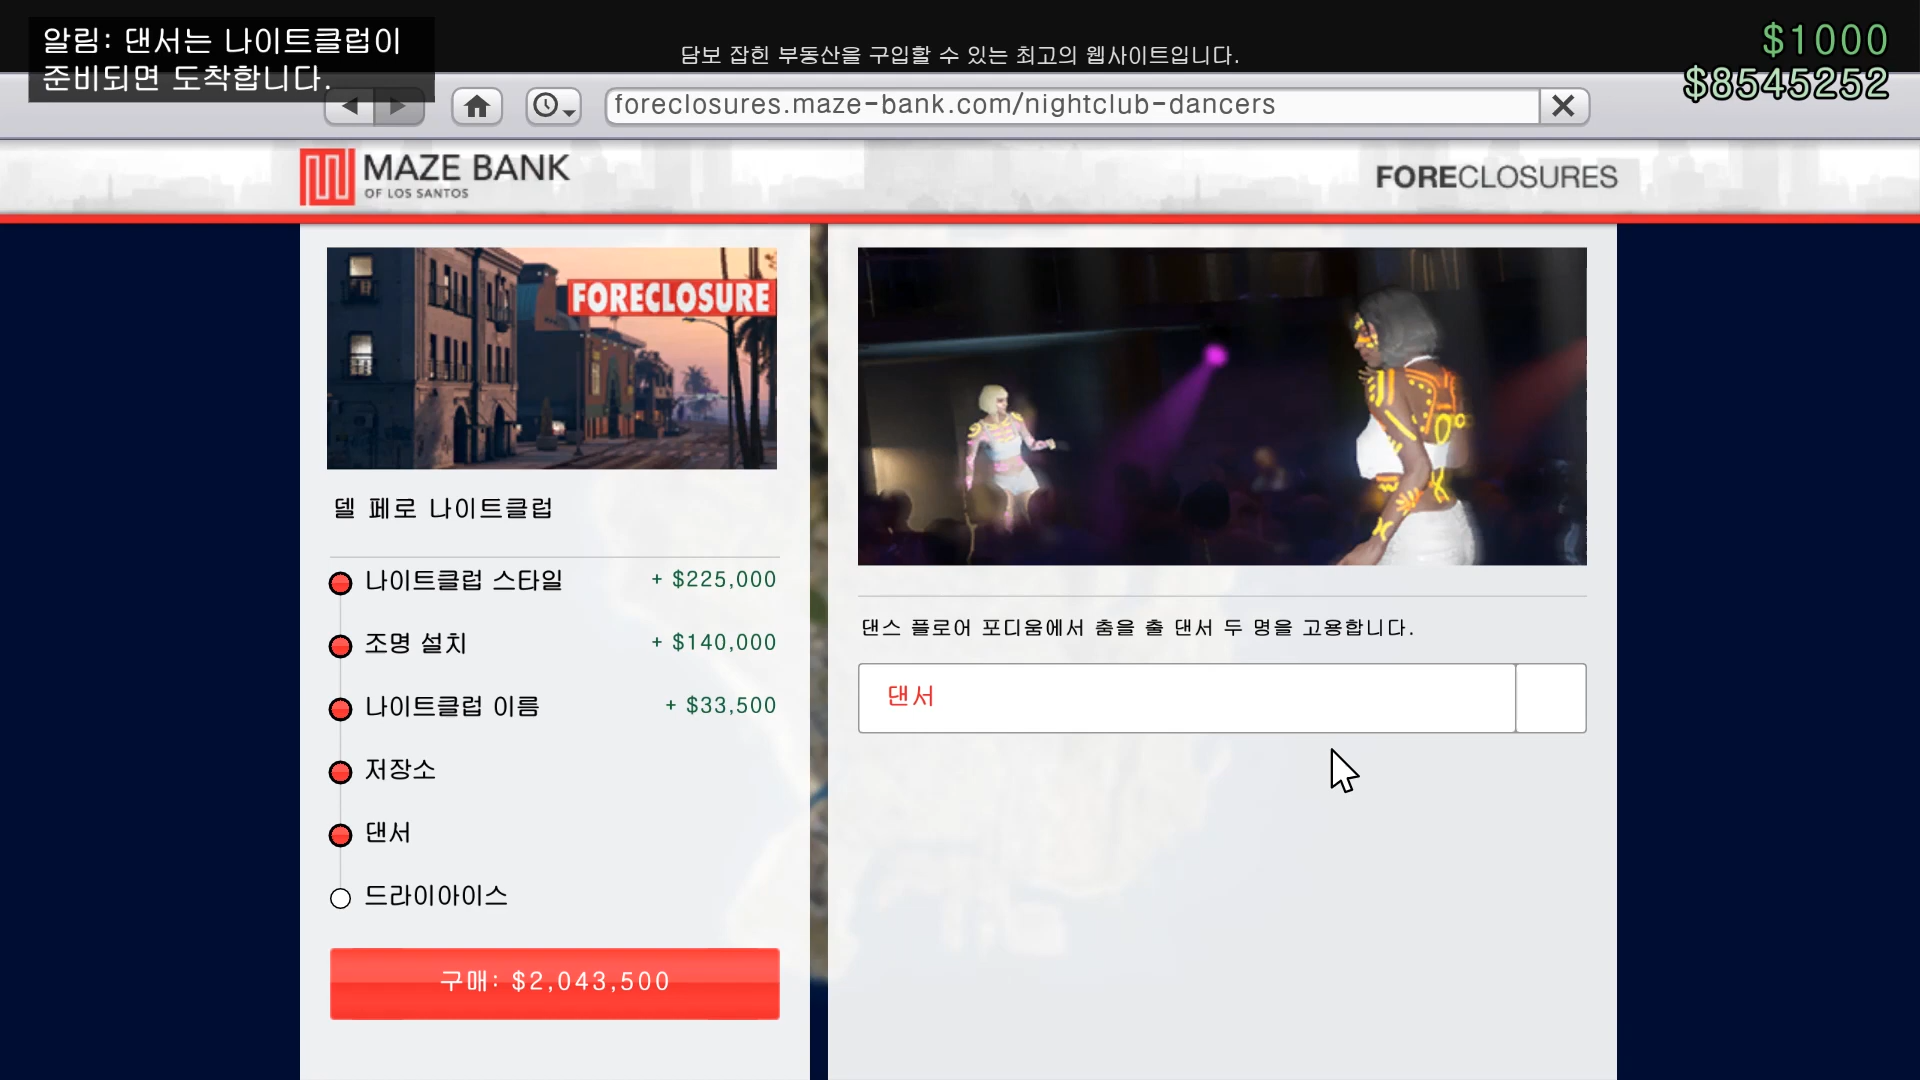 알림: 댄서는 나이트클럽이
준비되면 도착합니다.
담보 잡힌 부동산을 구입할 수 있는 최고의 웹사이트입니다.
$1000
$8545252
foreclosures.maze-bank.com/nightclub-dancers
MAZE BANK
OF LOS SANTOS
FORECLOSURES
FORECLOSURE
델 페로 나이트클럽
나이트클럽 스타일 + $225,000
조명 설치 + $140,000
나이트클럽 이름 + $33,500
저장소
댄서
드라이아이스
구매: $2,043,500
댄스 플로어 포디움에서 춤을 출 댄서 두 명을 고용합니다.
댄서